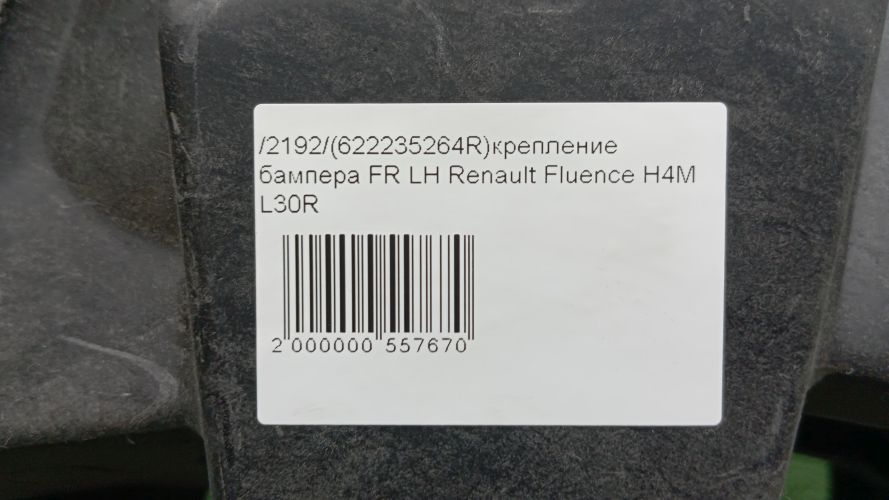 /2192/(622235264R)крепление
бампера FR LH Renault Fluence H4M
L30R
2 000000 557670